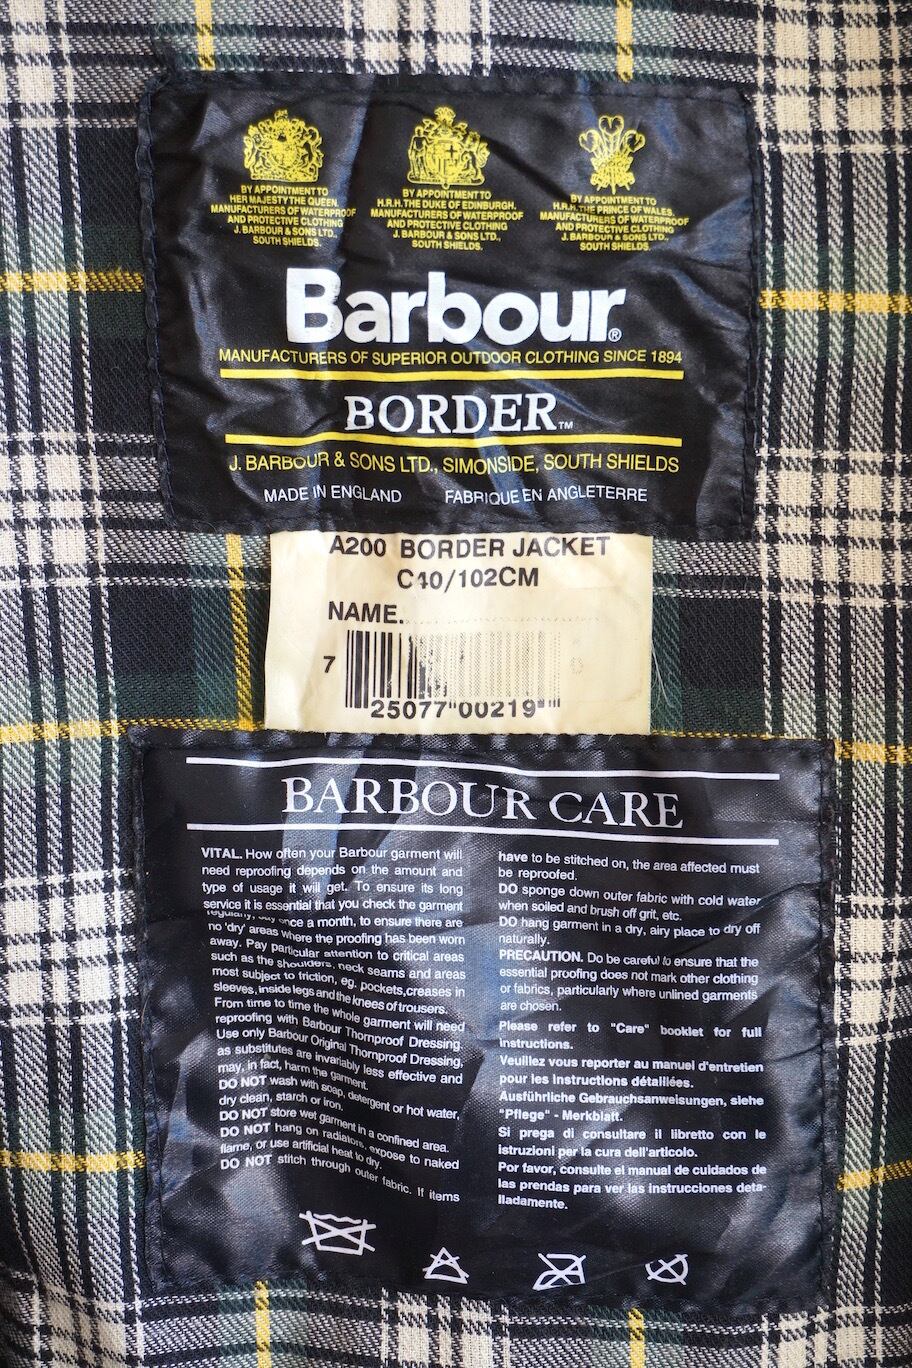 BY APPOINTMENT TO
HER MAJESTY THE QUEEN.
MANUFACTURERS OF WATERPROOF
AND PROTECTIVE CLOTHING
J. BARBOUR & SONS LTD.
SOUTH SHIELDS.
BY APPOINTMENT TO
H.R.H. THE DUKE OF EDINBURGH.
MANUFACTURERS OF WATERPROOF
AND PROTECTIVE CLOTHING
J. BARBOUR & SONS LTD.,
SOUTH SHIELDS.
BY APPOINTMENT TO
H.R.H. THE PRINCE OF WALES.
MANUFACTURERS OF WATERPROOF
AND PROTECTIVE CLOTHING
J. BARBOUR & SONS LTD.,
SOUTH SHIELDS.
Barbour®
MANUFACTURERS OF SUPERIOR OUTDOOR CLOTHING SINCE 1894
BORDER™
J. BARBOUR & SONS LTD., SIMONSIDE, SOUTH SHIELDS
MADE IN ENGLAND FABRIQUE EN ANGLETERRE
A200 BORDER JACKET
C40/102CM
NAME.
7 25077 00219
BARBOUR CARE
VITAL. How often your Barbour garment will
need reproofing depends on the amount and
type of usage it will get. To ensure its long
service it is essential that you check the garment
regularly, say once a month, to ensure there are
no 'dry' areas where the proofing has been worn
away. Pay particular attention to critical areas
such as the shoulders, neck seams and areas
most subject to friction, eg. pockets, creases in
sleeves, inside legs and the knees of trousers.
From time to time the whole garment will need
reproofing with Barbour Thornproof Dressing.
Use only Barbour Original Thornproof Dressing,
as substitutes are invariably less effective and
may, in fact, harm the garment.
DO NOT wash with soap, detergent or hot water,
dry clean, starch or iron.
DO NOT store wet garment in a confined area.
DO NOT hang on radiators, expose to naked
flame, or use artificial heat to dry.
DO NOT stitch through outer fabric. If items
have to be stitched on, the area affected must
be reproofed.
DO sponge down outer fabric with cold water
when soiled and brush off grit, etc.
DO hang garment in a dry, airy place to dry off
naturally.
PRECAUTION. Do be careful to ensure that the
essential proofing does not mark other clothing
or fabrics, particularly where unlined garments
are chosen.
Please refer to "Care" booklet for full
instructions.
Veuillez vous reporter au manuel d'entretien
pour les instructions détaillées.
Ausführliche Gebrauchsanweisungen, siehe
"Pflege" - Merkblatt.
Si prega di consultare il libretto con le
istruzioni per la cura dell'articolo.
Por favor, consulte el manual de cuidados de
las prendas para ver las instrucciones deta-
lladamente.